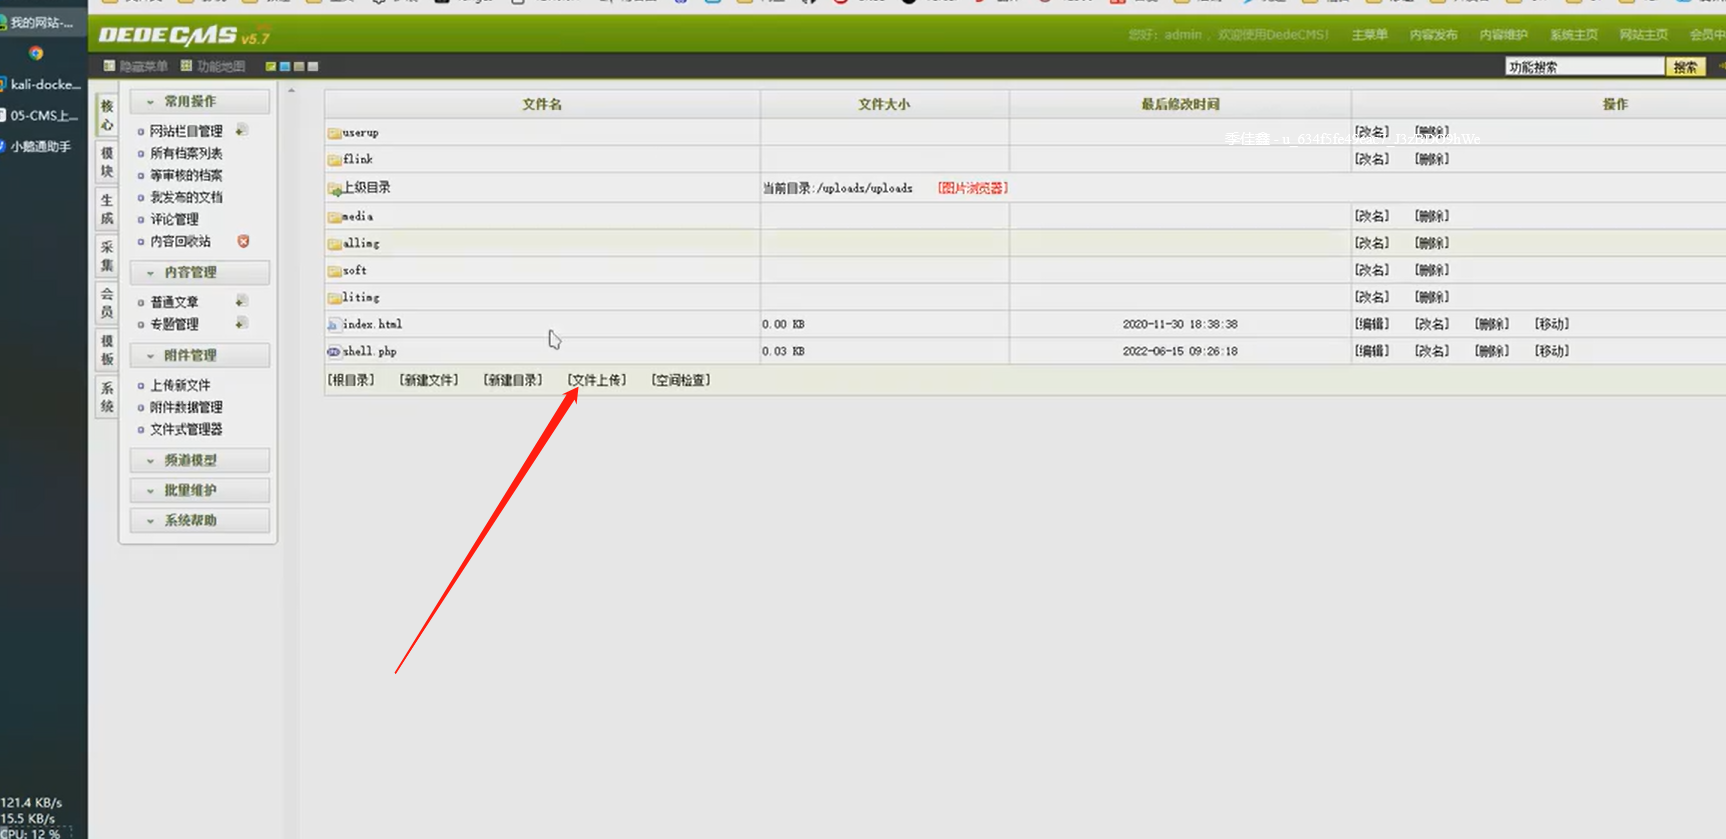 我的网站-...
kali-docke...
05-CMS上...
小鹅通助手
DEDECMS v5.7
您好：admin ，欢迎使用DedeCMS！ 主菜单 内容发布 内容维护 系统主页 网站主页 会员中
隐藏菜单 功能地图
功能搜索 搜索
核心
模块
生成
采集
会员
模板
系统
常用操作
网站栏目管理
所有档案列表
等审核的档案
我发布的文档
评论管理
内容回收站
内容管理
普通文章
专题管理
附件管理
上传新文件
附件数据管理
文件式管理器
频道模型
批量维护
系统帮助
文件名 文件大小 最后修改时间 操作
userup [改名] [删除]
flink [改名] [删除]
上级目录 当前目录:/uploads/uploads [图片浏览器]
media [改名] [删除]
allimg [改名] [删除]
soft [改名] [删除]
litimg [改名] [删除]
index.html 0.00 KB 2020-11-30 18:38:38 [编辑] [改名] [删除] [移动]
shell.php 0.03 KB 2022-06-15 09:26:18 [编辑] [改名] [删除] [移动]
[根目录] [新建文件] [新建目录] [文件上传] [空间检查]
121.4 KB/s
15.5 KB/s
CPU: 12 %